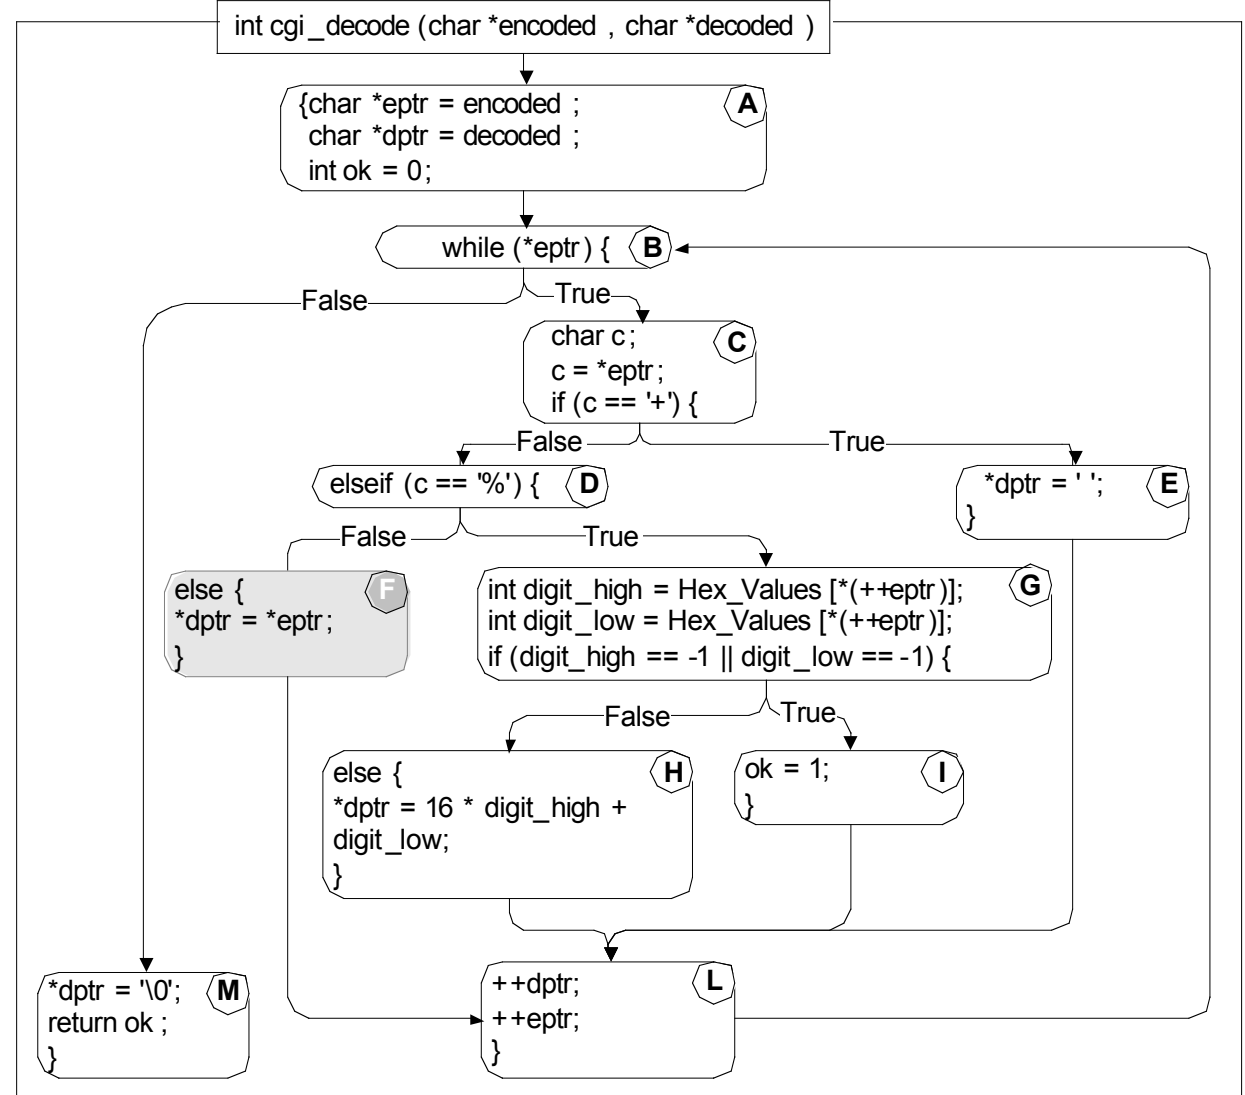 int cgi_decode (char *encoded , char *decoded )
{char *eptr = encoded ;
A
char *dptr = decoded ;
int ok = 0;
while (*eptr) {
B
False
True
char c;
C
c = *eptr;
if (c == '+') {
False
True
elseif (c == '%') {
D
*dptr = ' ';
E
}
False
True
else {
F
*dptr = *eptr;
}
int digit_high = Hex_Values [*(++eptr)];
G
int digit_low = Hex_Values [*(++eptr)];
if (digit_high == -1 || digit_low == -1) {
False
True
else {
H
*dptr = 16 * digit_high +
digit_low;
}
ok = 1;
I
}
*dptr = '\0';
M
return ok ;
}
++dptr;
L
++eptr;
}